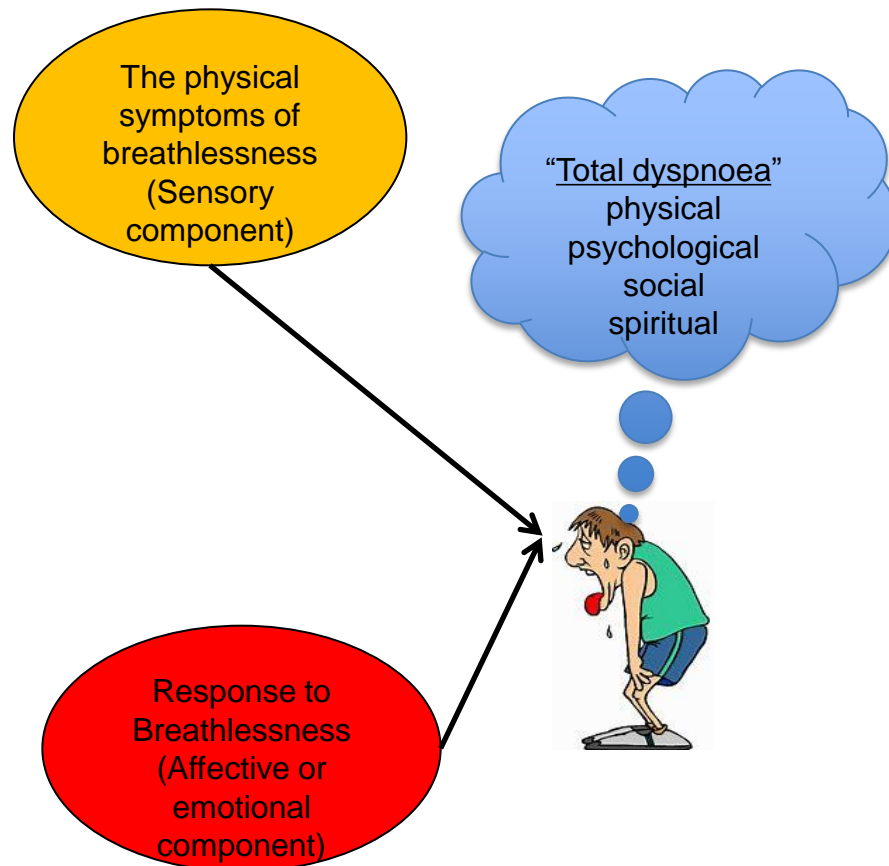 The physical
symptoms of
breathlessness
(Sensory
component)
“Total dyspnoea”
physical
psychological
social
spiritual
Response to
Breathlessness
(Affective or
emotional
component)